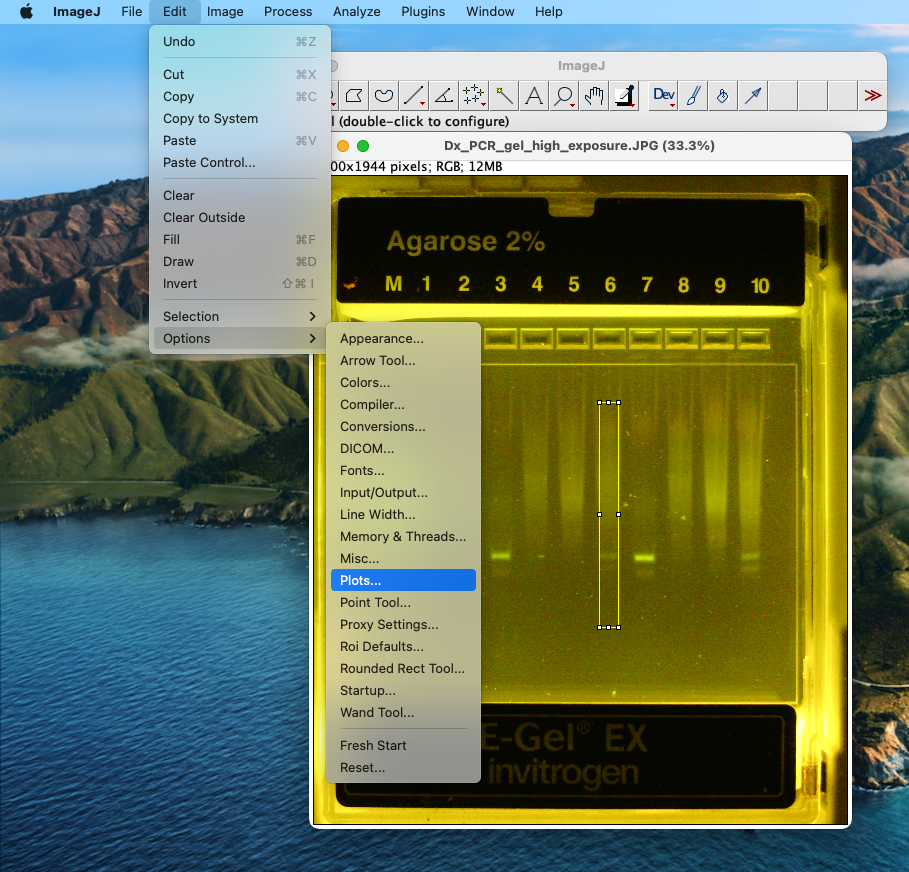 ImageJ File Edit Image Process Analyze Plugins Window Help
Undo ⌘Z
Cut ⌘X
Copy ⌘C
Copy to System
Paste ⌘V
Paste Control...
Clear
Clear Outside
Fill ⌘F
Draw ⌘D
Invert ⇧⌘ I
Selection
Options
Appearance...
Arrow Tool...
Colors...
Compiler...
Conversions...
DICOM...
Fonts...
Input/Output...
Line Width...
Memory & Threads...
Misc...
Plots...
Point Tool...
Proxy Settings...
Roi Defaults...
Rounded Rect Tool...
Startup...
Wand Tool...
Fresh Start
Reset...
ImageJ
A Dev
(double-click to configure)
Dx_PCR_gel_high_exposure.JPG (33.3%)
00x1944 pixels; RGB; 12MB
Agarose 2%
M 1 2 3 4 5 6 7 8 9 10
E-Gel® EX
invitrogen